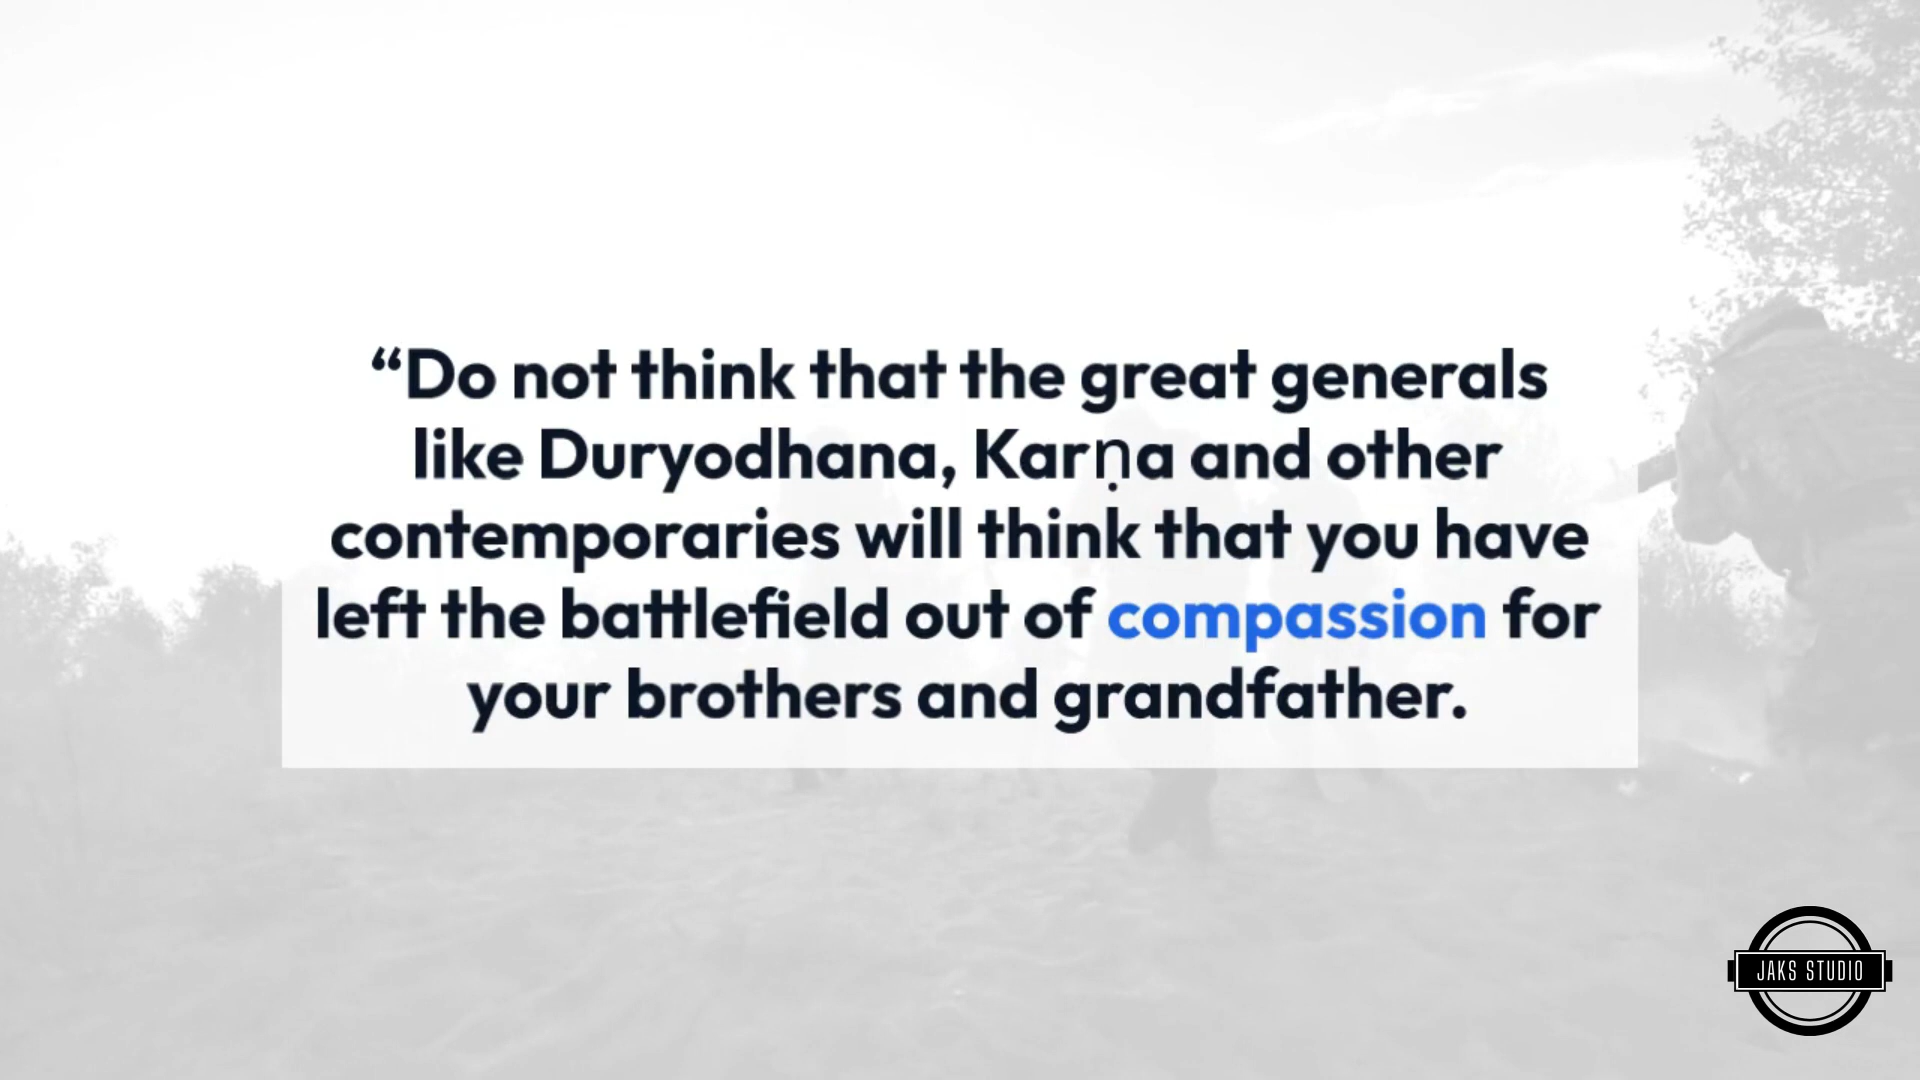 “Do not think that the great generals
like Duryodhana, Karṇa and other
contemporaries will think that you have
left the battlefield out of compassion for
your brothers and grandfather.
JAKS STUDIO